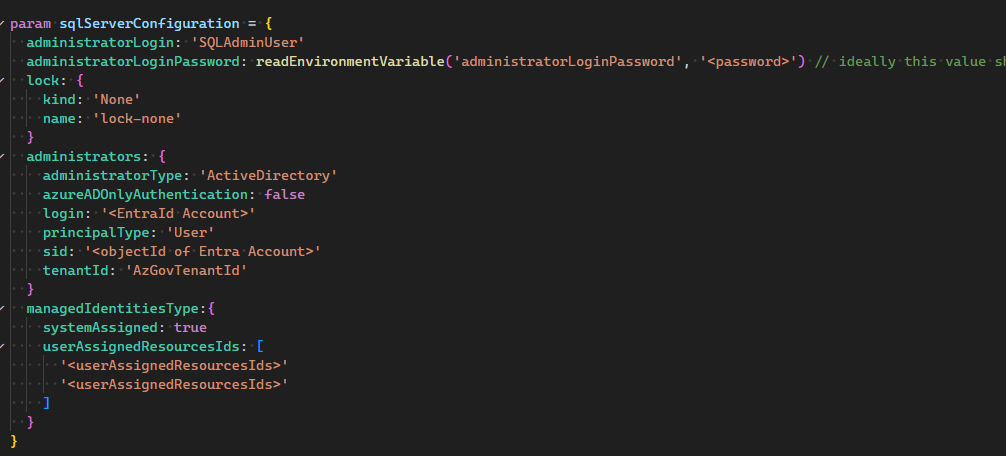 param sqlServerConfiguration = {
administratorLogin: 'SQLAdminUser'
administratorLoginPassword: readEnvironmentVariable('administratorLoginPassword', '<password>') // ideally this value sh
lock: {
kind: 'None'
name: 'lock-none'
}
administrators: {
administratorType: 'ActiveDirectory'
azureADOnlyAuthentication: false
login: '<EntraId Account>'
principalType: 'User'
sid: '<objectId of Entra Account>'
tenantId: 'AzGovTenantId'
}
managedIdentitiesType:{
systemAssigned: true
userAssignedResourcesIds: [
'<userAssignedResourcesIds>'
'<userAssignedResourcesIds>'
]
}
}